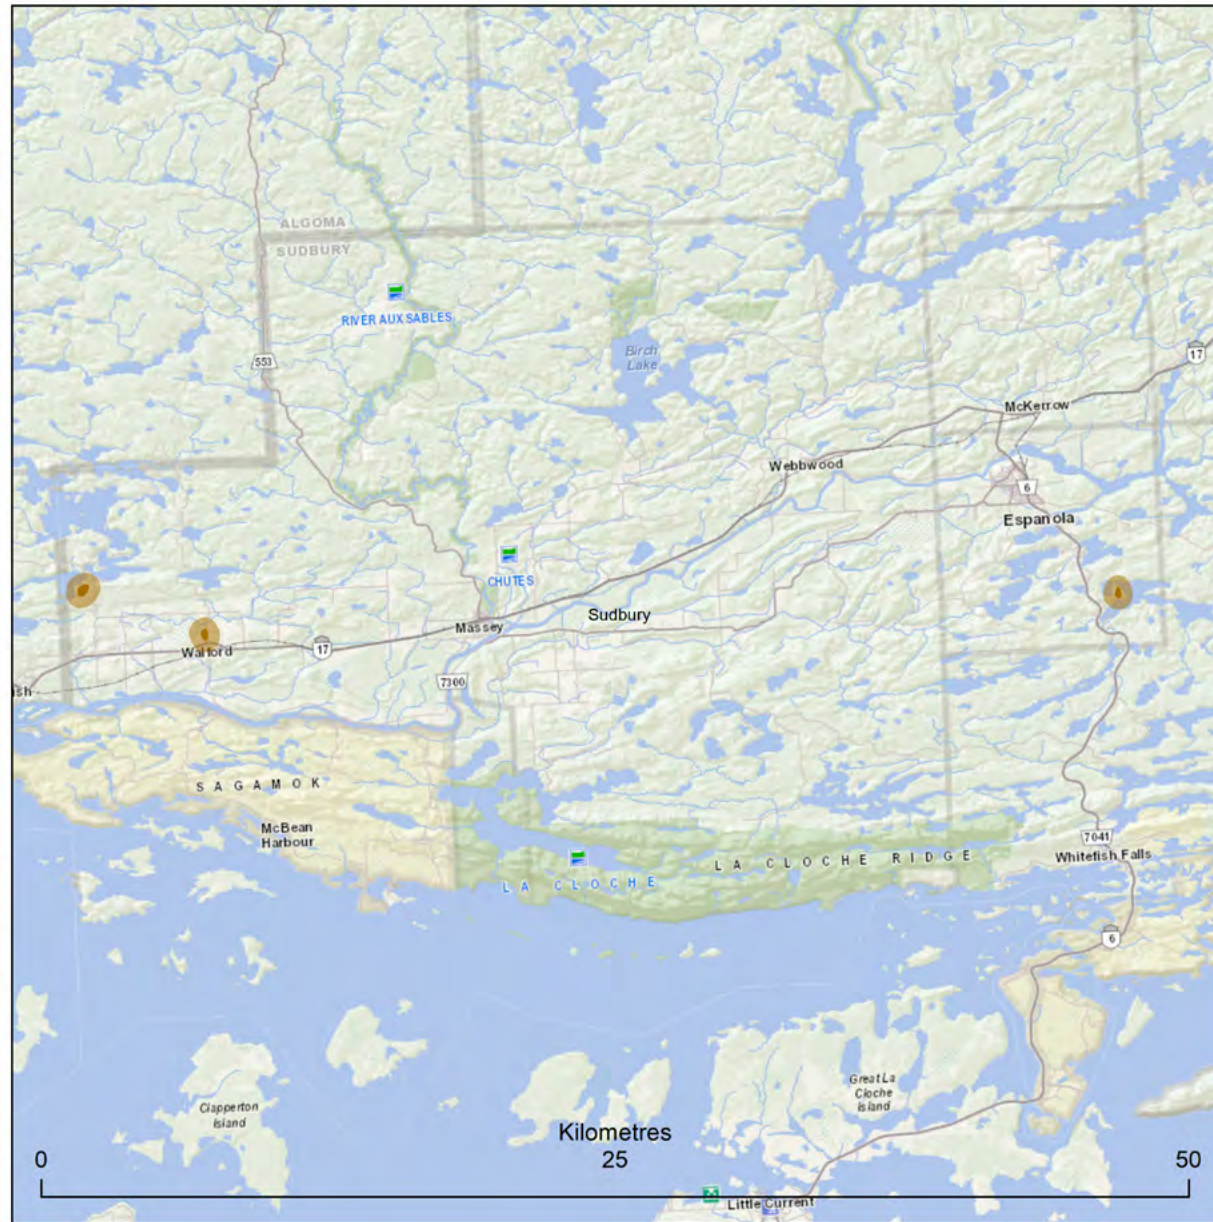 ALGOMA
SUDBURY
RIVER AUX SABLES
553
Birch
Lake
17
McKerrow
Webbwood
6
Espanola
CHUTES
Sudbury
Massey
Walford
17
7300
ish
SAGAMOK
McBean
Harbour
7041
LA CLOCHE RIDGE
Whitefish Falls
LA CLOCHE
6
Great La
Cloche
Island
Clapperton
Island
Kilometres
0 25 50
Little Current